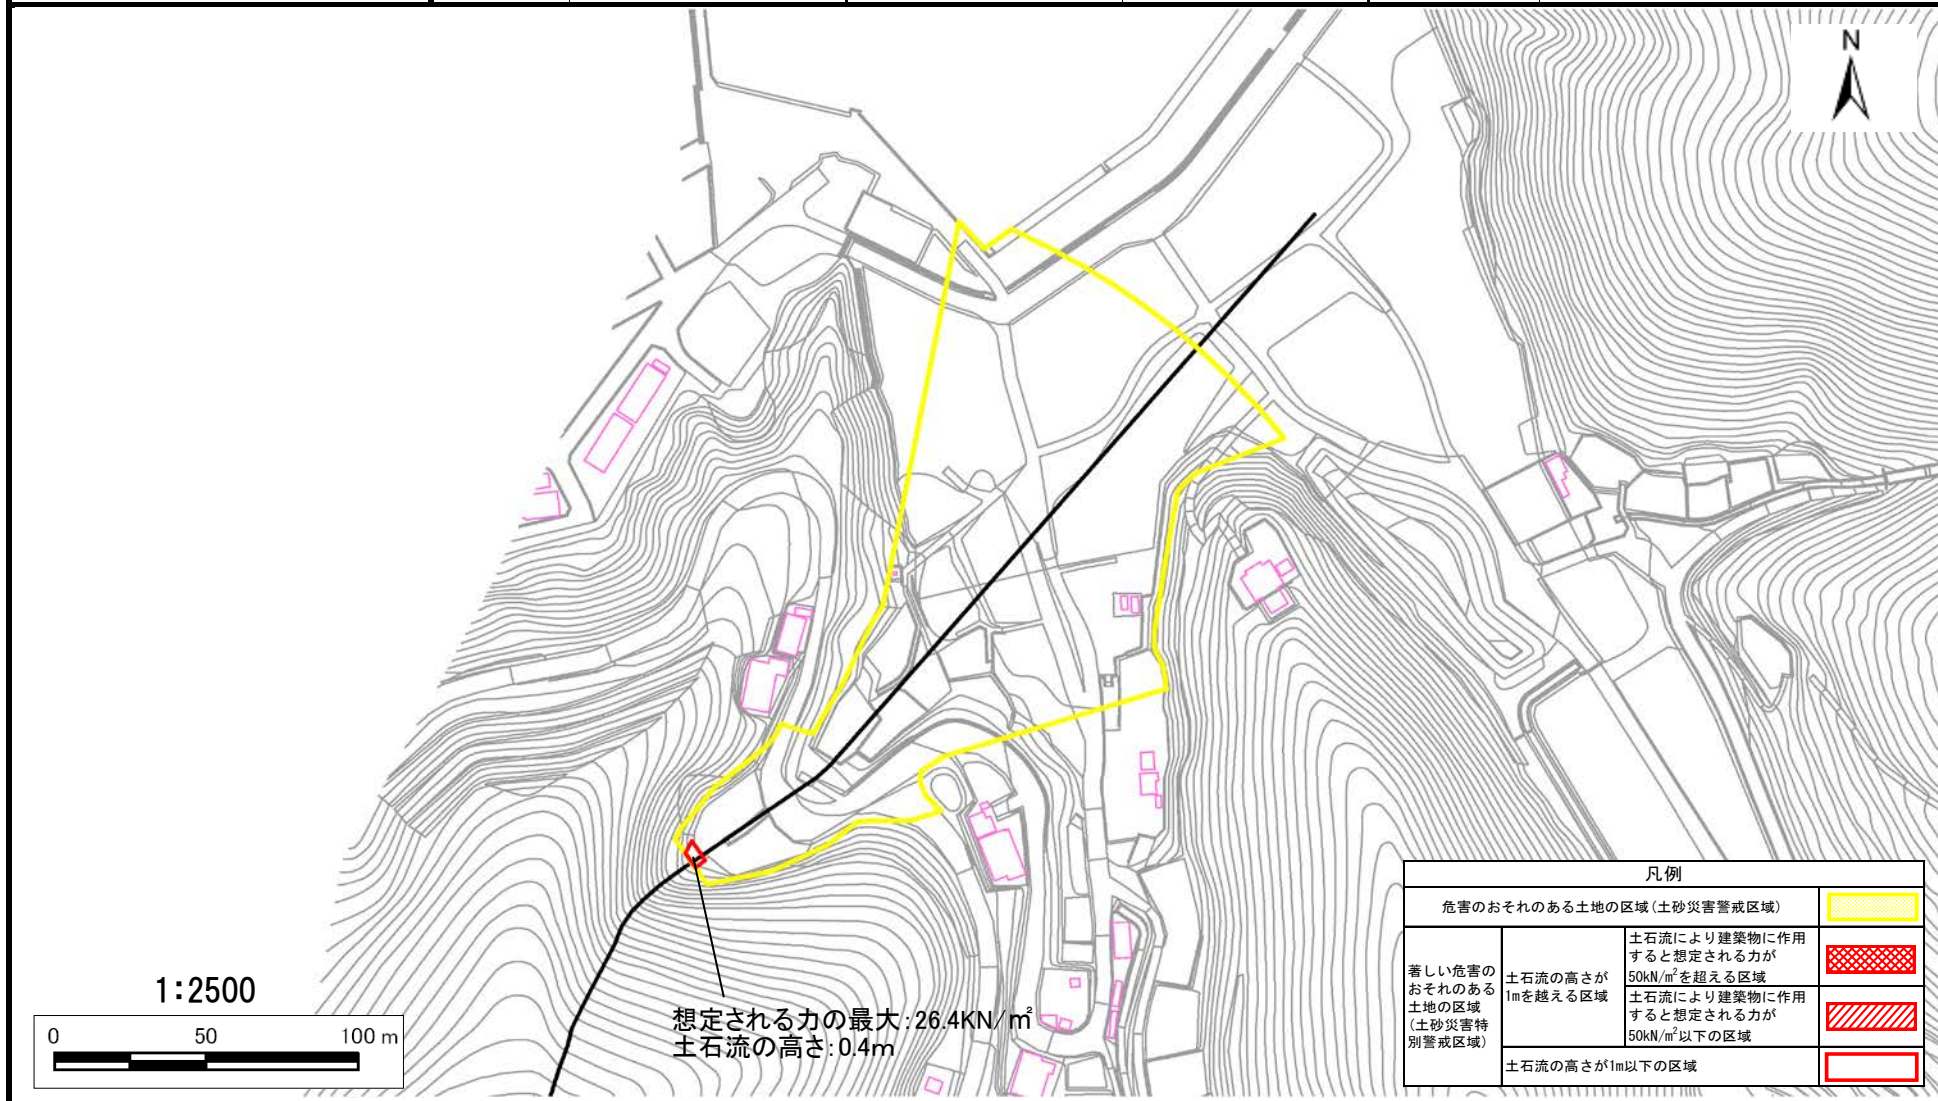 N
1:2500
0 50 100 m
想定される力の最大:26.4KN/㎡
土石流の高さ:0.4m
凡例
危害のおそれのある土地の区域(土砂災害警戒区域)
著しい危害の
おそれのある
土地の区域
(土砂災害特
別警戒区域)
土石流の高さが
1mを越える区域
土石流により建築物に作用
すると想定される力が
50kN/㎡を超える区域
土石流により建築物に作用
すると想定される力が
50kN/㎡以下の区域
土石流の高さが1m以下の区域